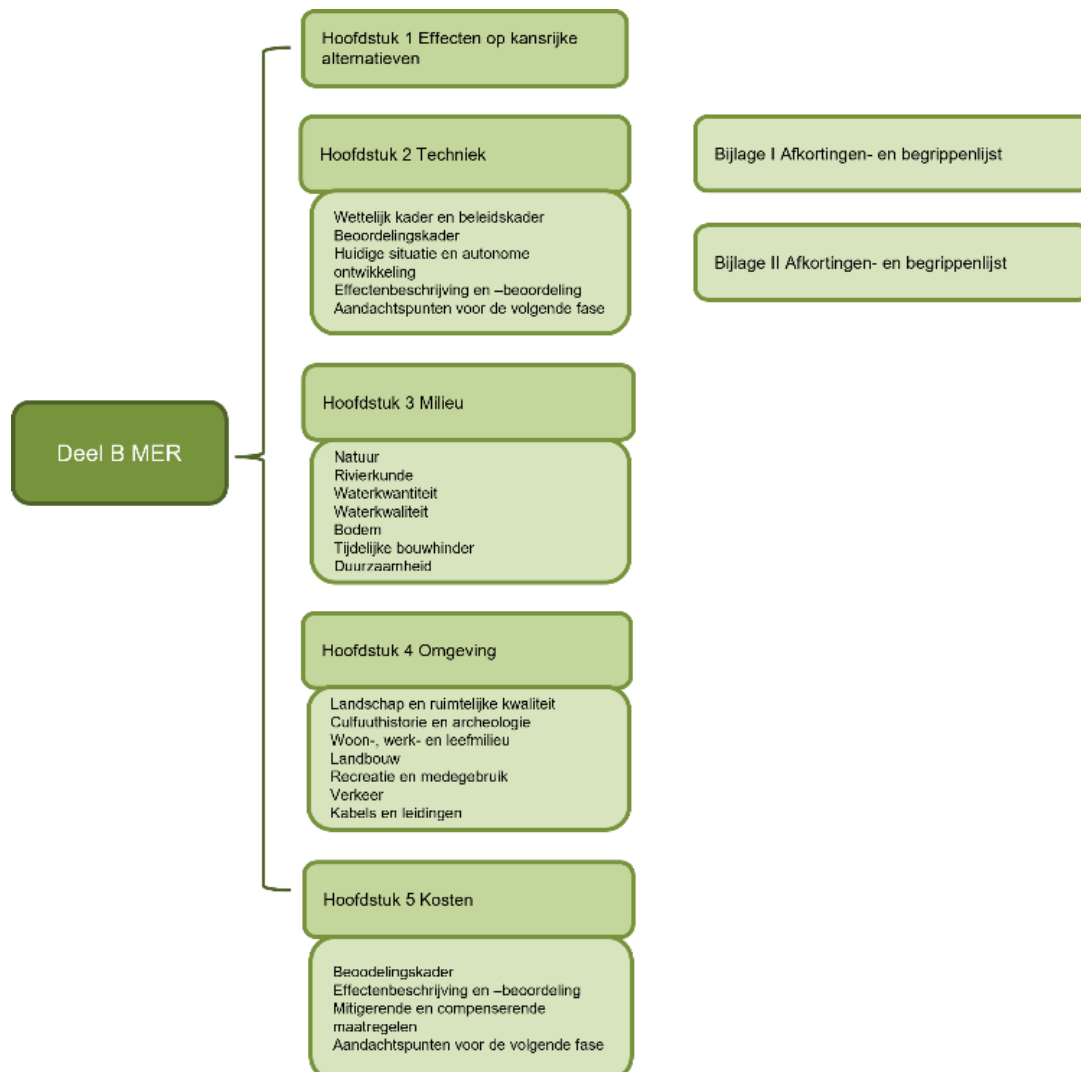 Hoofdstuk 1 Effecten op kansrijke
alternatieven
Hoofdstuk 2 Techniek
Wettelijk kader en beleidskader
Beoordelingskader
Huidige situatie en autonome
ontwikkeling
Effectenbeschrijving en –beoordeling
Aandachtspunten voor de volgende fase
Bijlage I Afkortingen- en begrippenlijst
Bijlage II Afkortingen- en begrippenlijst
Deel B MER
Hoofdstuk 3 Milieu
Natuur
Rivierkunde
Waterkwantiteit
Waterkwaliteit
Bodem
Tijdelijke bouwhinder
Duurzaamheid
Hoofdstuk 4 Omgeving
Landschap en ruimtelijke kwaliteit
Culfuuthistorie en archeologie
Woon-, werk- en leefmilieu
Landbouw
Recreatie en medegebruik
Verkeer
Kabels en leidingen
Hoofdstuk 5 Kosten
Beoodelingskader
Effectenbeschrijving en –beoordeling
Mitigerende en compenserende
maatregelen
Aandachtspunten voor de volgende fase